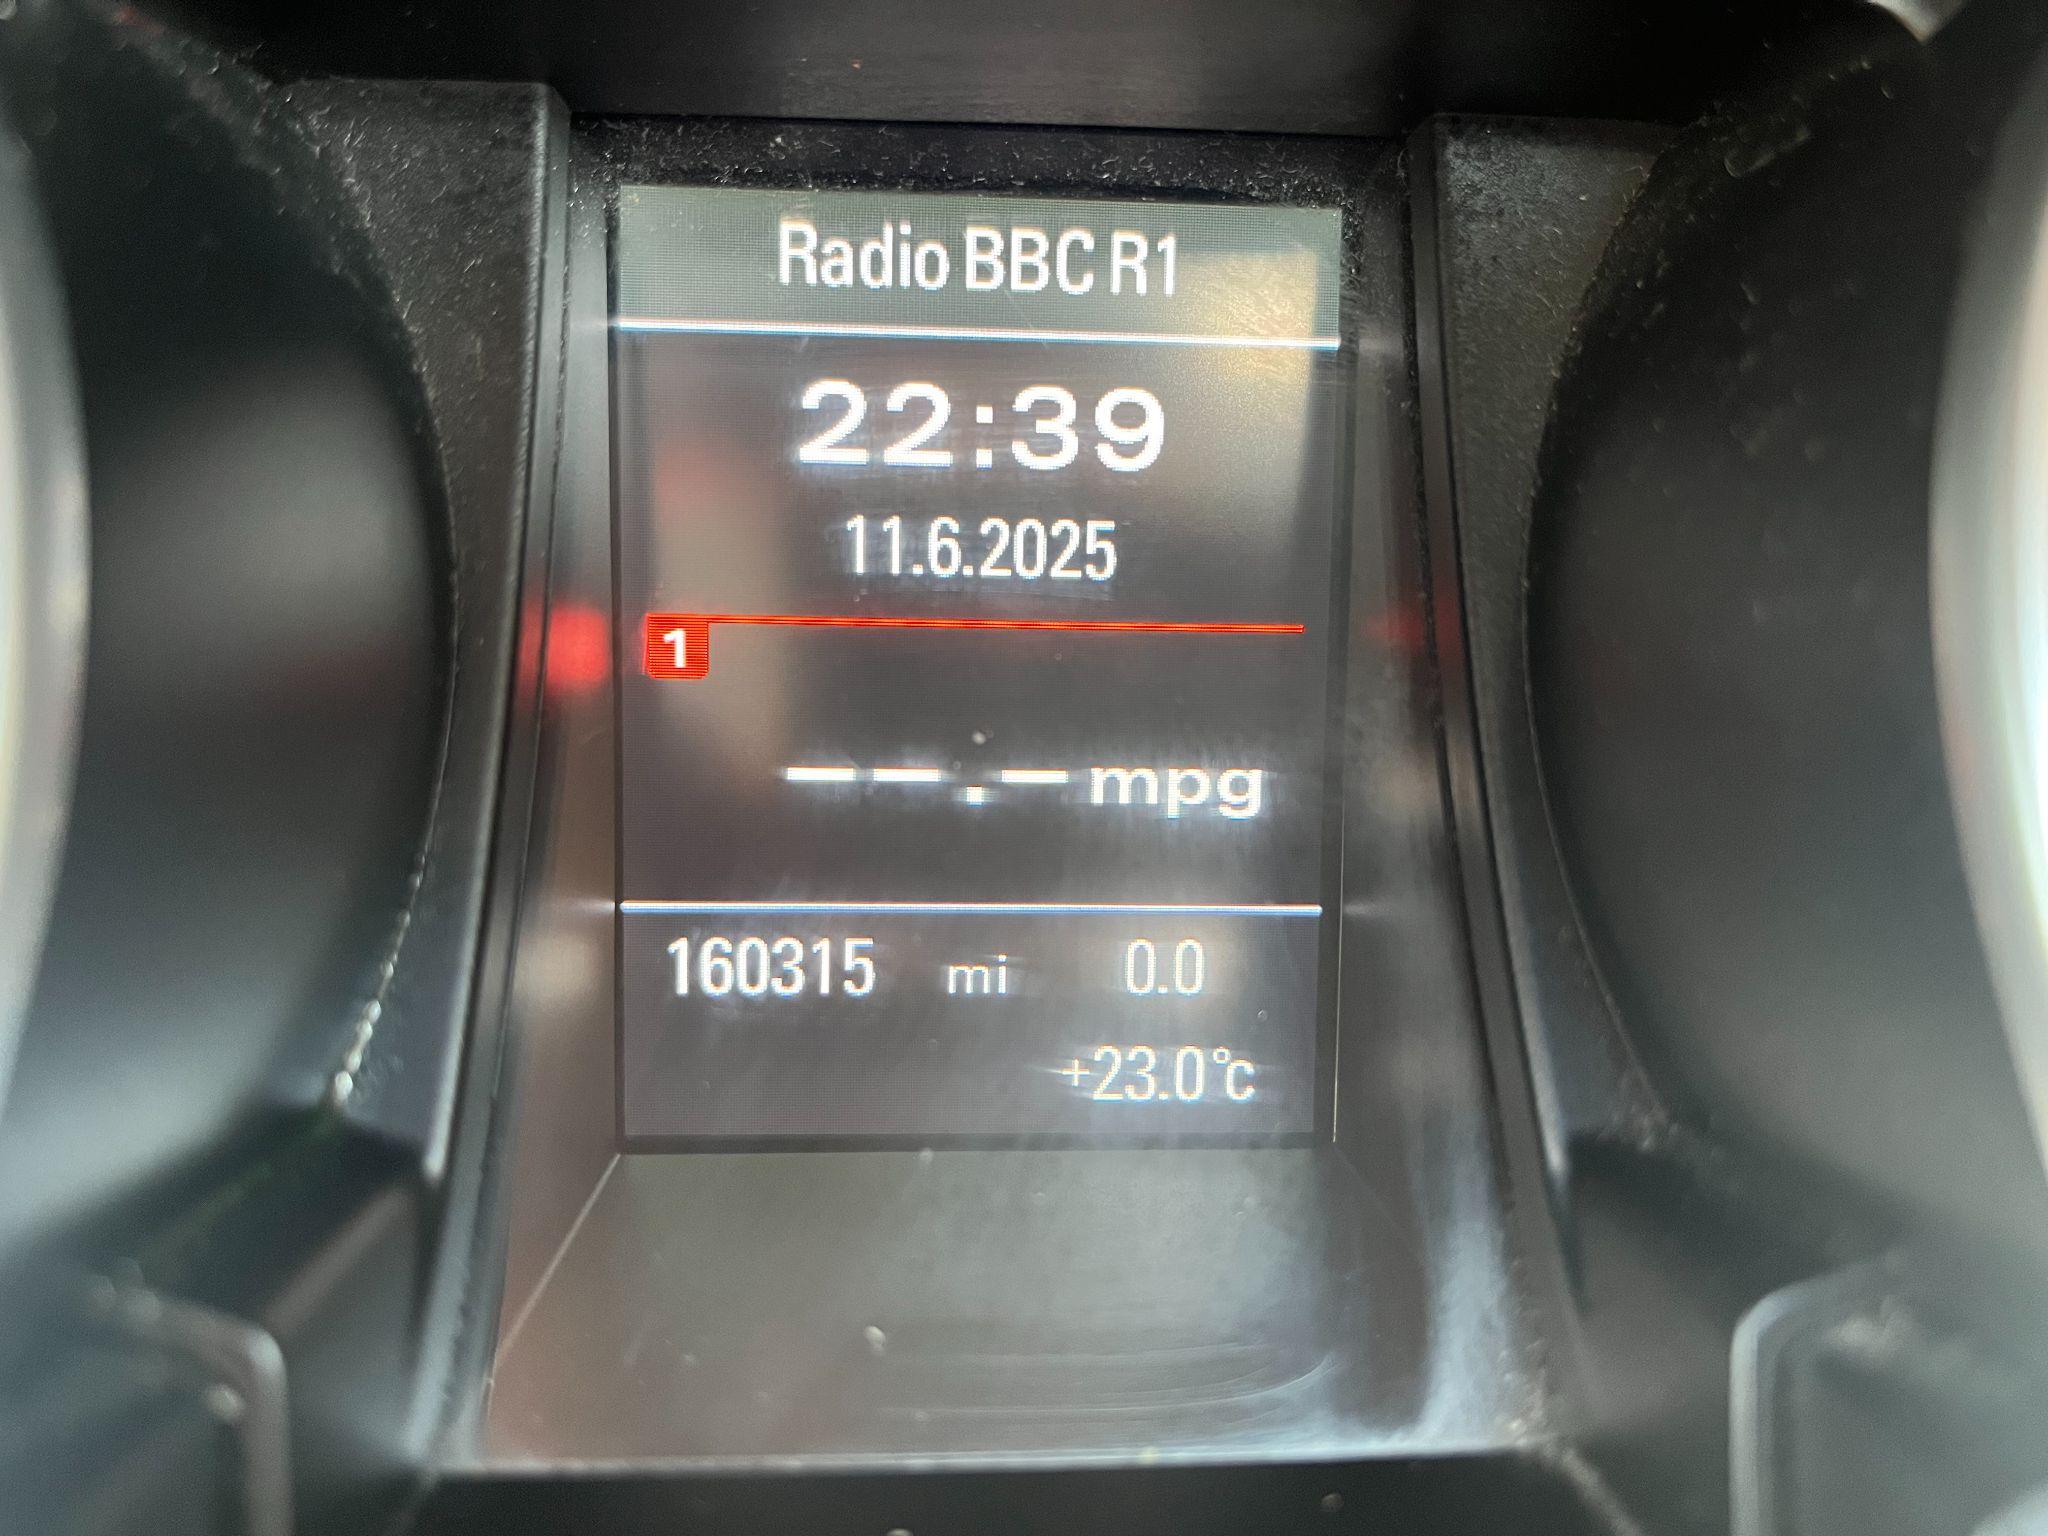 Radio BBC R1
22:39
11.6.2025
1
--.- mpg
160315 mi 0.0
+23.0°C